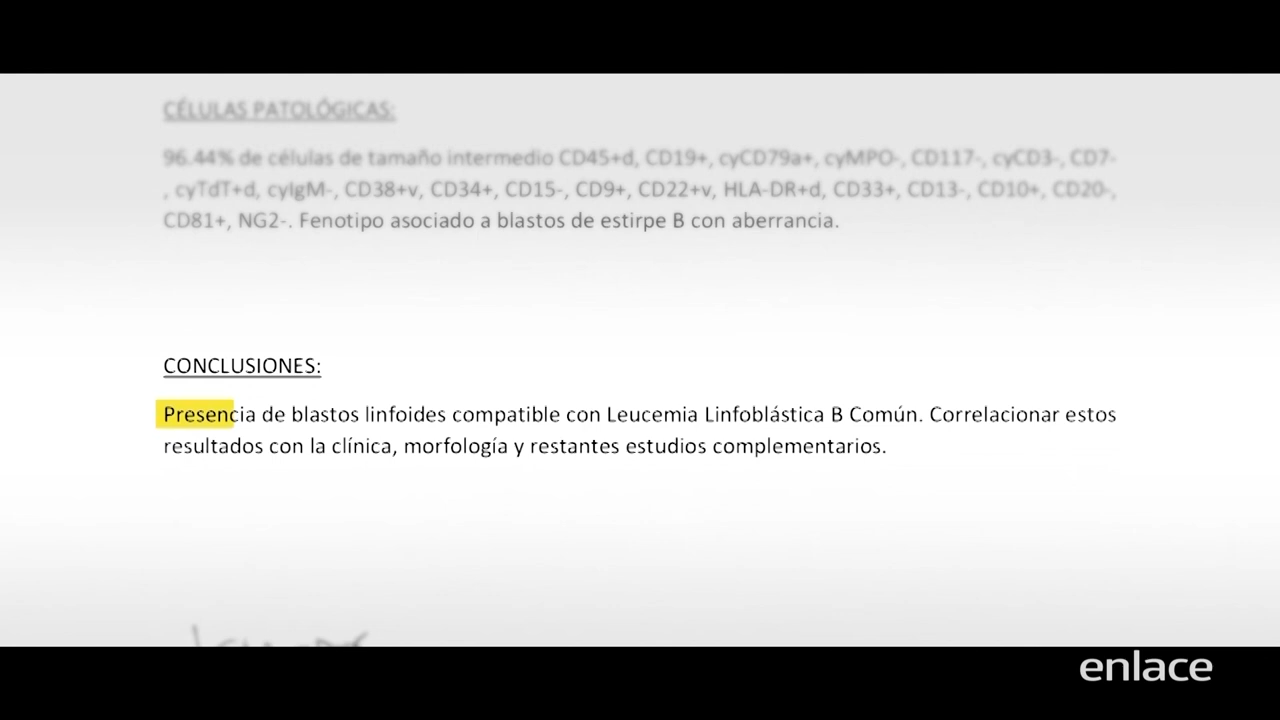 CÉLULAS PATOLÓGICAS:
96.44% de células de tamaño intermedio CD45+d, CD19+, cyCD79a+, cyMPO-, CD117-, cyCD3-, CD7-
, cyTdT+d, cyIgM-, CD38+v, CD34+, CD15-, CD9+, CD22+v, HLA-DR+d, CD33+, CD13-, CD10+, CD20-,
CD81+, NG2-. Fenotipo asociado a blastos de estirpe B con aberrancia.
CONCLUSIONES:
Presencia de blastos linfoides compatible con Leucemia Linfoblástica B Común. Correlacionar estos
resultados con la clínica, morfología y restantes estudios complementarios.
enlace